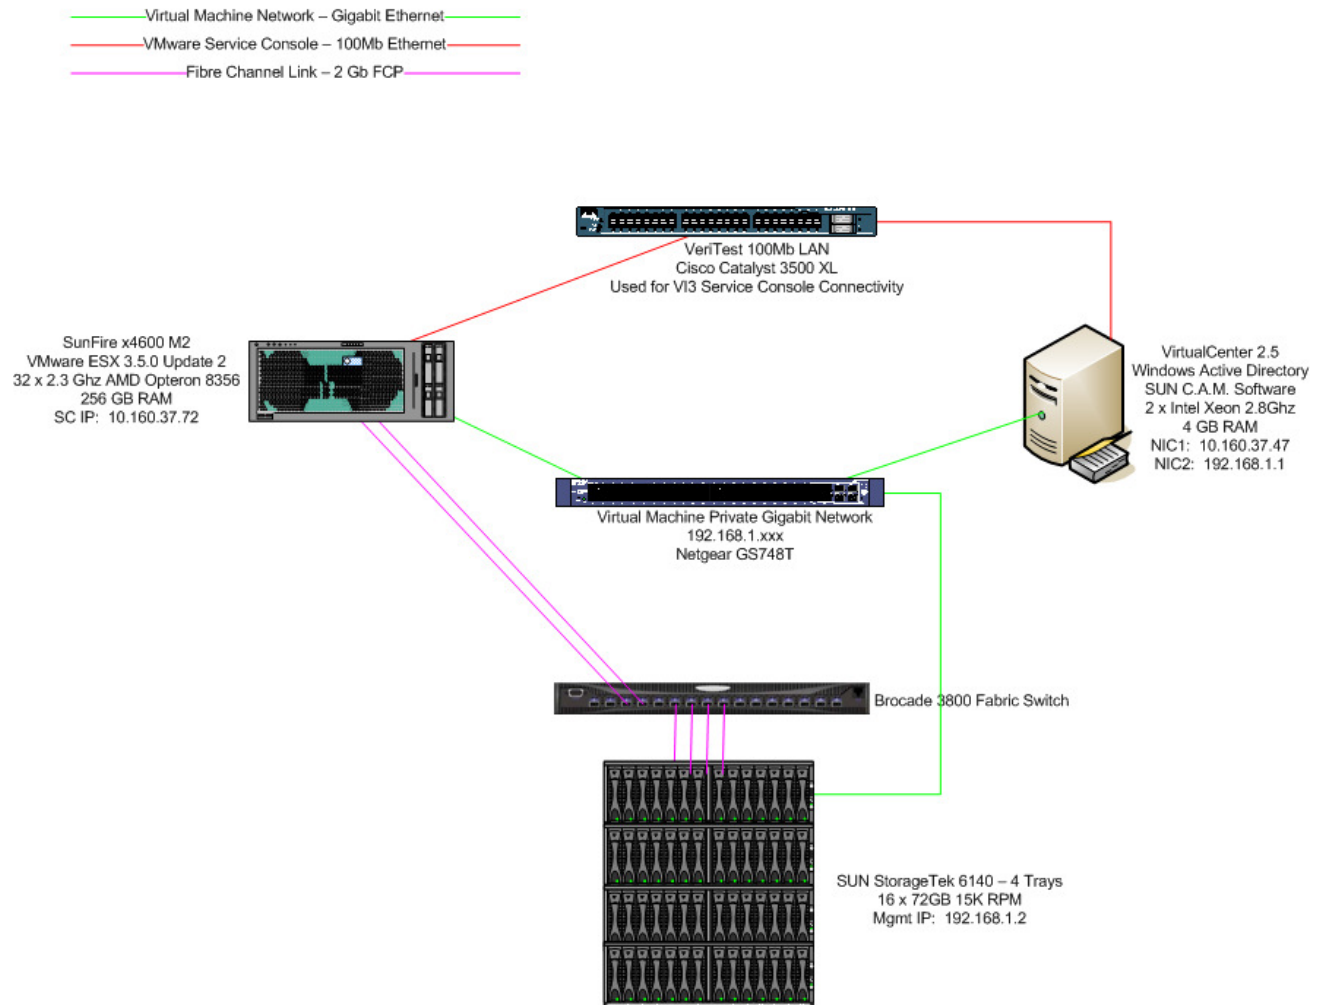 Virtual Machine Network – Gigabit Ethernet
VMware Service Console – 100Mb Ethernet
Fibre Channel Link – 2 Gb FCP
VeriTest 100Mb LAN
Cisco Catalyst 3500 XL
Used for VI3 Service Console Connectivity
SunFire x4600 M2
VMware ESX 3.5.0 Update 2
32 x 2.3 Ghz AMD Opteron 8356
256 GB RAM
SC IP: 10.160.37.72
VirtualCenter 2.5
Windows Active Directory
SUN C.A.M. Software
2 x Intel Xeon 2.8Ghz
4 GB RAM
NIC1: 10.160.37.47
NIC2: 192.168.1.1
Virtual Machine Private Gigabit Network
192.168.1.xxx
Netgear GS748T
Brocade 3800 Fabric Switch
SUN StorageTek 6140 – 4 Trays
16 x 72GB 15K RPM
Mgmt IP: 192.168.1.2